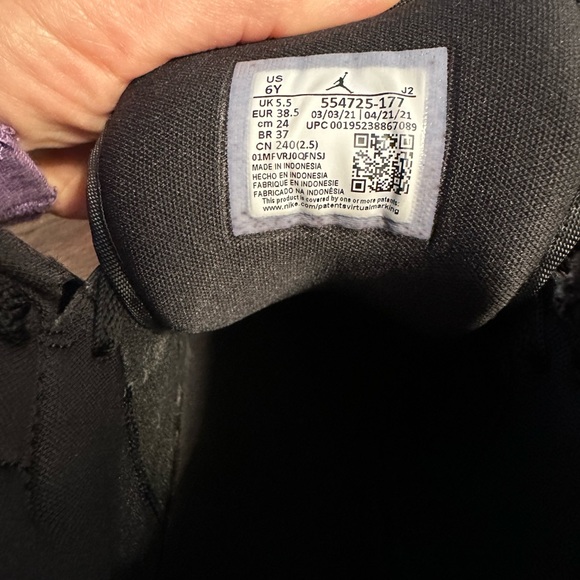 US
6Y
J2
UK 5.5
554725-177
EUR 38.5
03/03/21 | 04/21/21
cm 24
UPC 00195238867089
BR 37
CN 240(2.5)
01MFVRJ0QFNSJ
MADE IN INDONESIA
HECHO EN INDONESIA
FABRIQUE EN INDONESIE
FABRICADO NA INDONÉSIA
This product is covered by one or more patents:
www.nike.com/patentsvirtualmarking